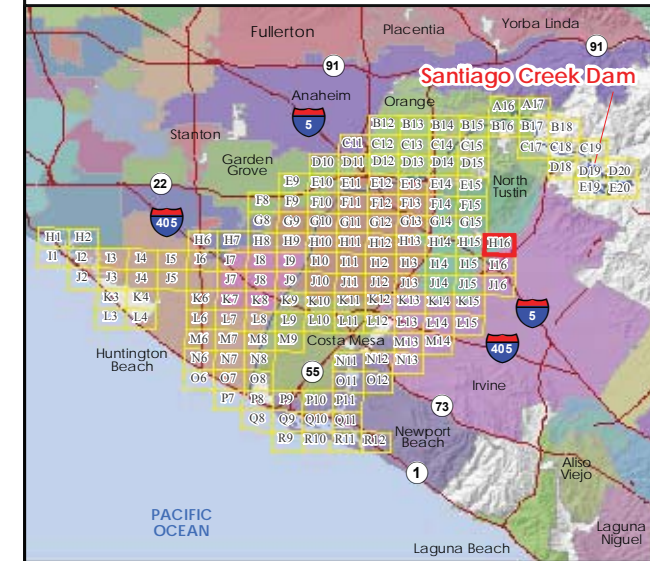 Yorba Linda
Placentia
Fullerton
91
91
Santiago Creek Dam
Anaheim
Orange
A16 A17
5
B12 B13 B14 B15 B16 B17 B18
Stanton
C11 C12 C13 C14 C15 C17 C18 C19
Garden
Grove
D10 D11 D12 D13 D14 D15 D18 D19 D20
22
E9 E10 E11 E12 E13 E14 E15 E19 E20
North
Tustin
F8 F9 F10 F11 F12 F13 F14 F15
405
G8 G9 G10 G11 G12 G13 G14 G15
H1 H2 H6 H7 H8 H9 H10 H11 H12 H13 H14 H15 H16
I1 I2 I3 I4 I5 I6 I7 I8 I9 I10 I11 I12 I13 I14 I15 I16
J2 J3 J4 J5 J7 J8 J9 J10 J11 J12 J13 J14 J15 J16
K3 K4 K6 K7 K8 K9 K10 K11 K12 K13 K14 K15
5
L3 L4 L6 L7 L8 L9 L10 L11 L12 L13 L14 L15
M6 M7 M8 M9 Costa Mesa M13 M14
405
Huntington
Beach
N6 N7 N8 N11 N12 N13
55
O6 O7 O8 O11 O12
Irvine
P7 P8 P9 P10 P11
73
Q8 Q9 Q10 Q11
Newport
Beach
R9 R10 R11 R12
1
Aliso
Viejo
PACIFIC
OCEAN
Laguna
Niguel
Laguna Beach